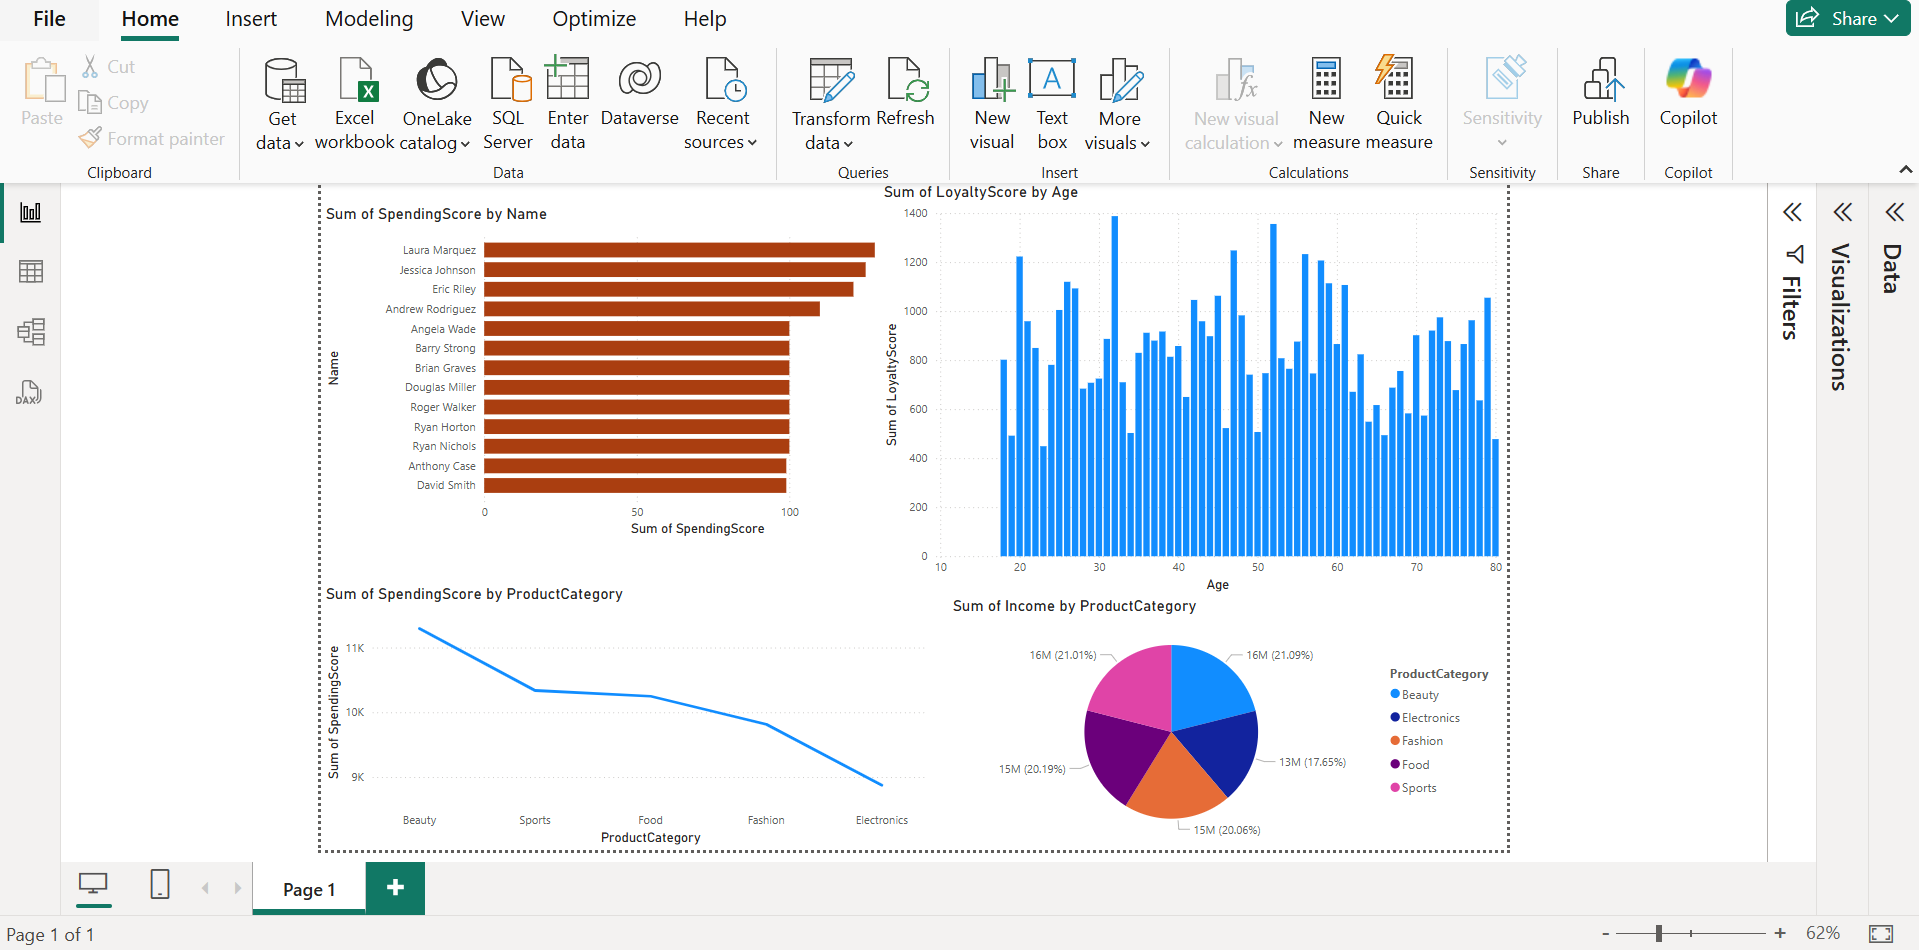 File Home Insert Modeling View Optimize Help Share
Paste
Cut
Copy
Format painter
Clipboard
Get data
Excel workbook
OneLake catalog
SQL Server
Enter data
Dataverse
Recent sources
Data
Transform data
Refresh
Queries
New visual
Text box
More visuals
Insert
New visual calculation
New measure
Quick measure
Calculations
Sensitivity
Sensitivity
Publish
Share
Copilot
Copilot
DAX
Sum of SpendingScore by Name
Name
Laura Marquez
Jessica Johnson
Eric Riley
Andrew Rodriguez
Angela Wade
Barry Strong
Brian Graves
Douglas Miller
Roger Walker
Ryan Horton
Ryan Nichols
Anthony Case
David Smith
0 50 100
Sum of SpendingScore
Sum of LoyaltyScore by Age
Sum of LoyaltyScore
1400
1200
1000
800
600
400
200
0
10 20 30 40 50 60 70 80
Age
Sum of SpendingScore by ProductCategory
Sum of SpendingScore
11K
10K
9K
Beauty Sports Food Fashion Electronics
ProductCategory
Sum of Income by ProductCategory
16M (21.01%)
16M (21.09%)
15M (20.19%)
13M (17.65%)
15M (20.06%)
ProductCategory
Beauty
Electronics
Fashion
Food
Sports
Filters
Visualizations
Data
Page 1
+
Page 1 of 1
- + 62%